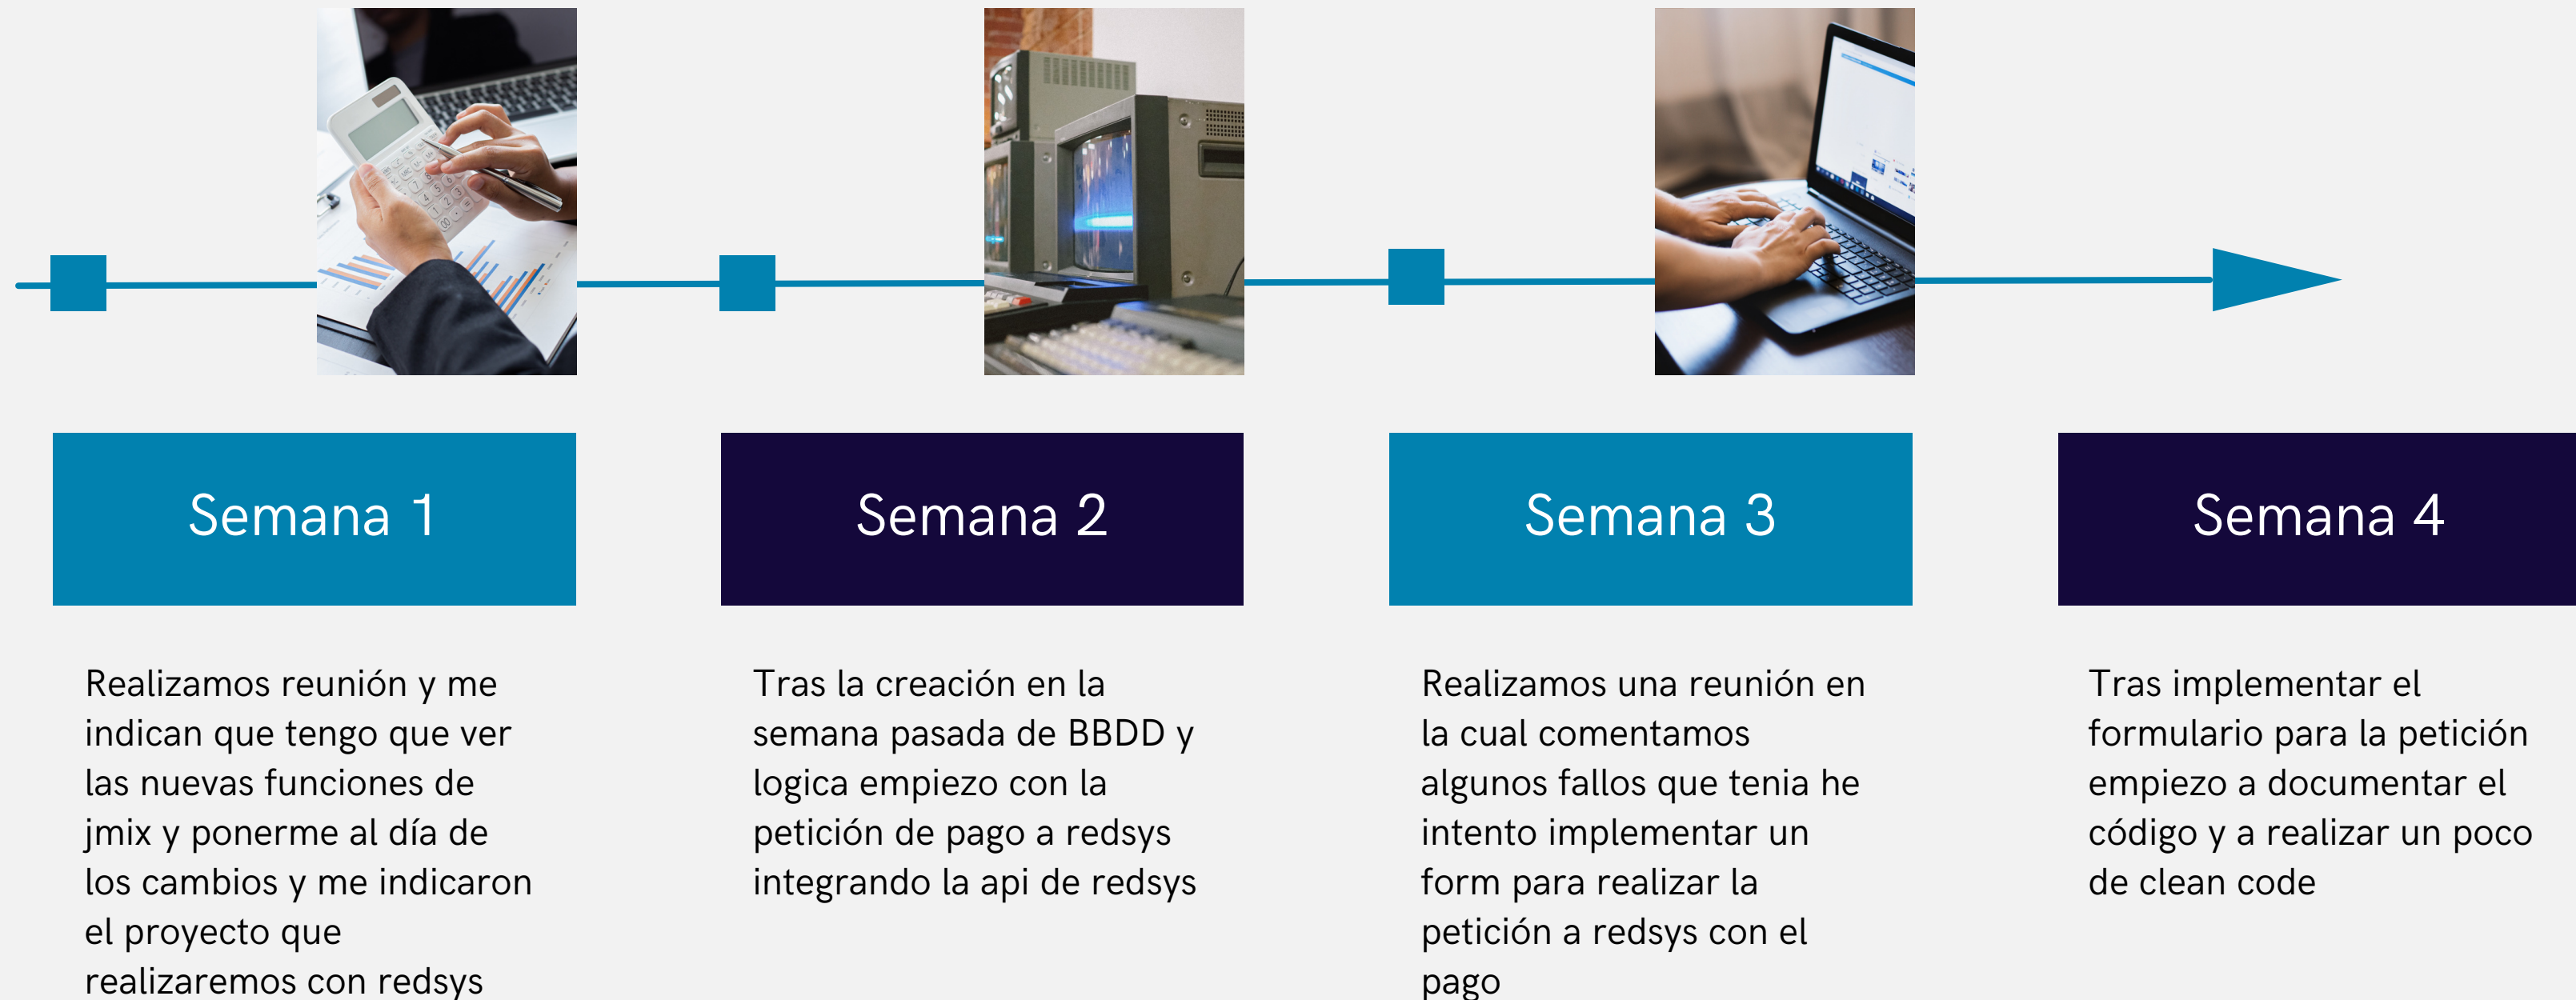 Semana 1
Realizamos reunión y me
indican que tengo que ver
las nuevas funciones de
jmix y ponerme al día de
los cambios y me indicaron
el proyecto que
realizaremos con redsys
Semana 2
Tras la creación en la
semana pasada de BBDD y
logica empiezo con la
petición de pago a redsys
integrando la api de redsys
Semana 3
Realizamos una reunión en
la cual comentamos
algunos fallos que tenia he
intento implementar un
form para realizar la
petición a redsys con el
pago
Semana 4
Tras implementar el
formulario para la petición
empiezo a documentar el
código y a realizar un poco
de clean code